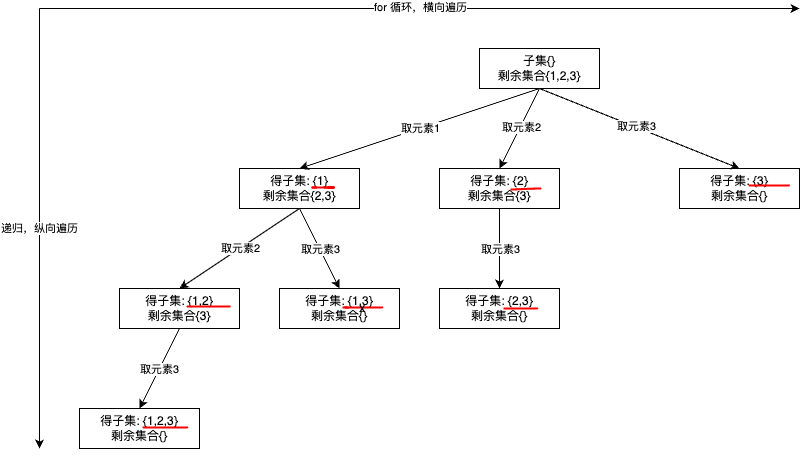 for 循环，横向遍历
子集{}
剩余集合{1,2,3}
取元素1
取元素2
取元素3
得子集: {1}
剩余集合{2,3}
得子集: {2}
剩余集合{3}
得子集: {3}
剩余集合{}
递归，纵向遍历
取元素2
取元素3
取元素3
得子集: {1,2}
剩余集合{3}
得子集: {1,3}
剩余集合{}
得子集: {2,3}
剩余集合{}
取元素3
得子集: {1,2,3}
剩余集合{}